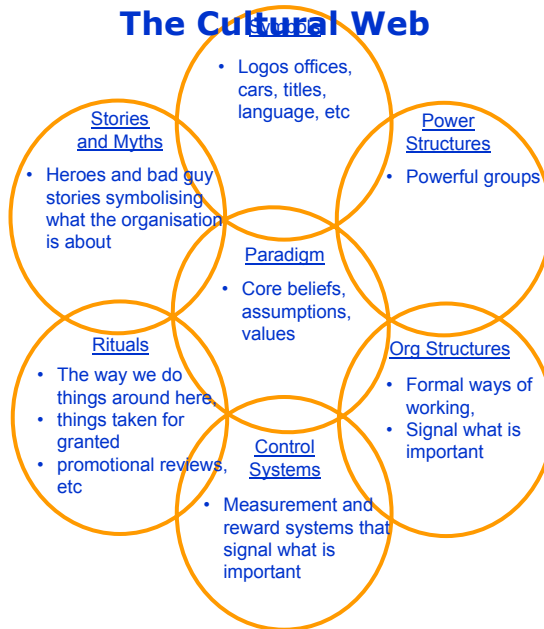 The Cultural Web
Symbols
• Logos offices,
cars, titles,
language, etc
Stories
and Myths
• Heroes and bad guy
stories symbolising
what the organisation
is about
Power
Structures
• Powerful groups
Paradigm
• Core beliefs,
assumptions,
values
Rituals
• The way we do
things around here,
• things taken for
granted
• promotional reviews,
etc
Org Structures
• Formal ways of
working,
• Signal what is
important
Control
Systems
• Measurement and
reward systems that
signal what is
important